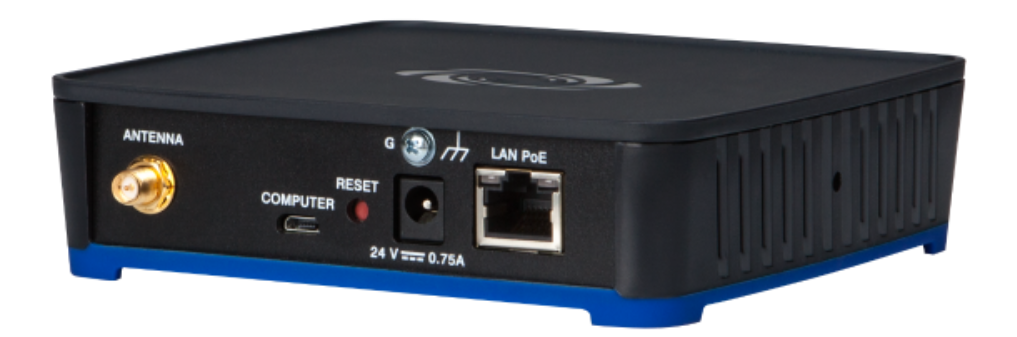 ANTENNA
G
LAN PoE
RESET
COMPUTER
24 V ⎓ 0.75A